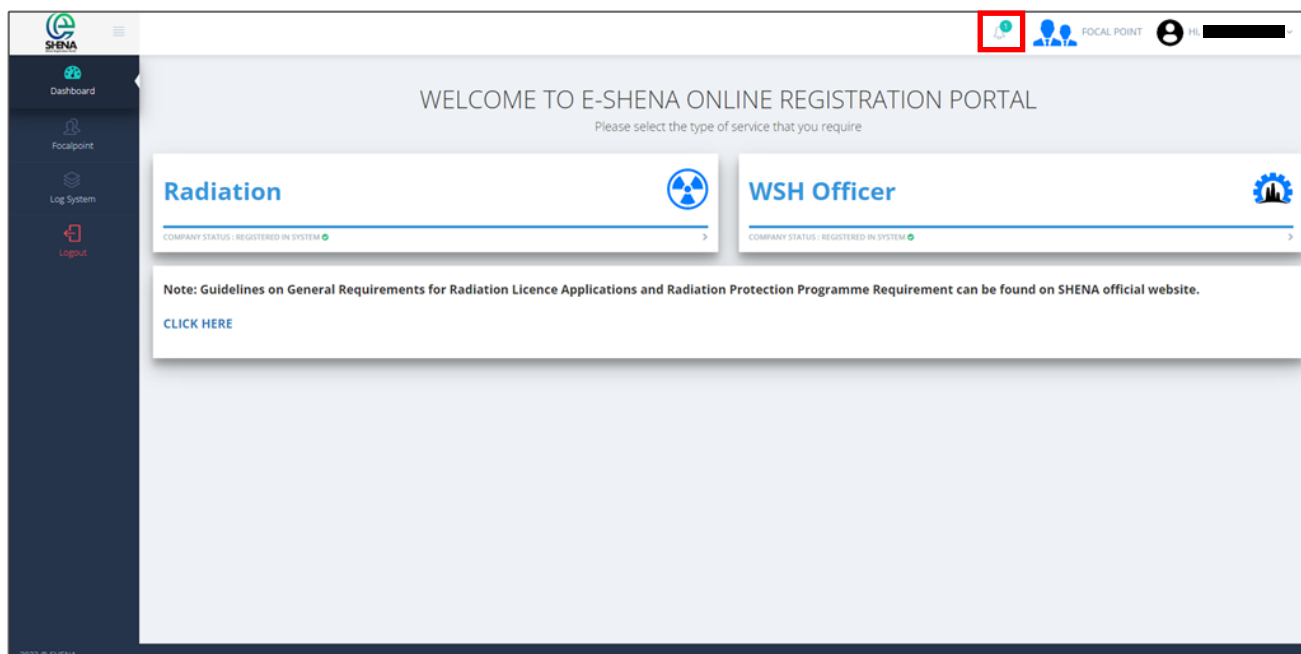 SHENA
1
FOCAL POINT
HI,
Dashboard
Focalpoint
Log System
Logout
WELCOME TO E-SHENA ONLINE REGISTRATION PORTAL
Please select the type of service that you require
Radiation
COMPANY STATUS : REGISTERED IN SYSTEM
WSH Officer
COMPANY STATUS : REGISTERED IN SYSTEM
Note: Guidelines on General Requirements for Radiation Licence Applications and Radiation Protection Programme Requirement can be found on SHENA official website.
CLICK HERE